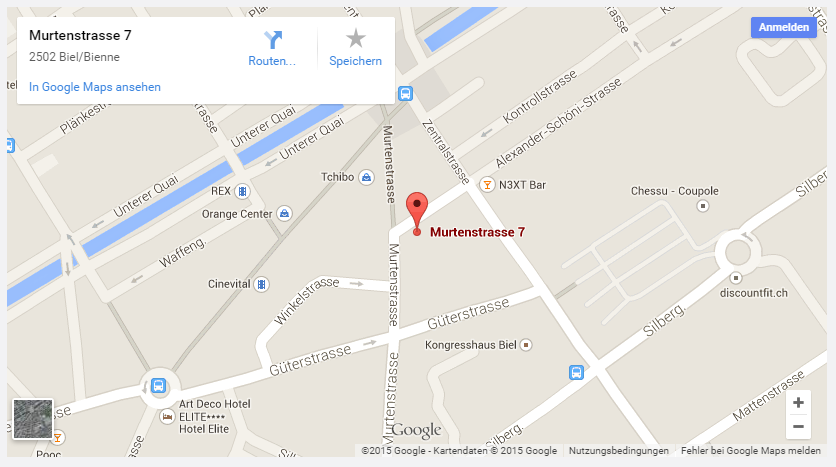 Murtenstrasse 7
2502 Biel/Bienne
Routen...
Speichern
In Google Maps ansehen
Anmelden
Plänkestrasse
Unterer Quai
Unterer Quai
Unterer Quai
Kontrollstrasse
Alexander-Schöni-Strasse
Zentralstrasse
Murtenstrasse
Tchibo
N3XT Bar
REX
Orange Center
Chessu - Coupole
Silberg.
Murtenstrasse 7
Waffeng.
Cinevital
Murtenstrasse
Winkelstrasse
discountfit.ch
Güterstrasse
Silberg.
Kongresshaus Biel
Güterstrasse
Mattenstrasse
Art Deco Hotel
ELITE****
Hotel Elite
Murtenstrasse
Silberg.
Pooc
Google
©2015 Google - Kartendaten © 2015 Google
Nutzungsbedingungen
Fehler bei Google Maps melden